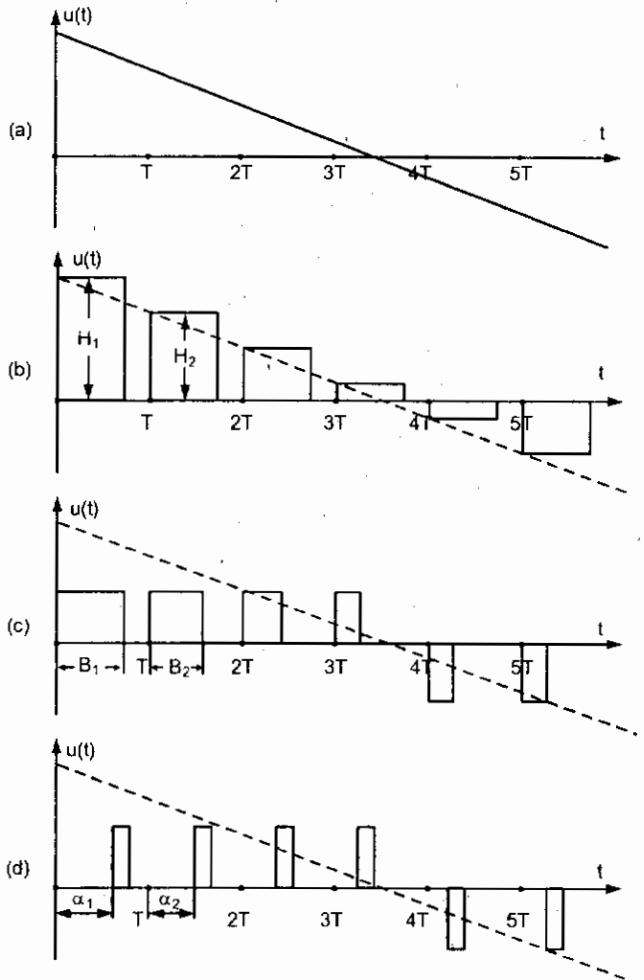 u(t)
(a)
t
T 2T 3T 4T 5T
u(t)
H₁
H₂
(b)
t
T 2T 3T 4T 5T
u(t)
(c)
t
B₁ T B₂ 2T 3T 4T 5T
u(t)
(d)
t
α₁ T α₂ 2T 3T 4T 5T